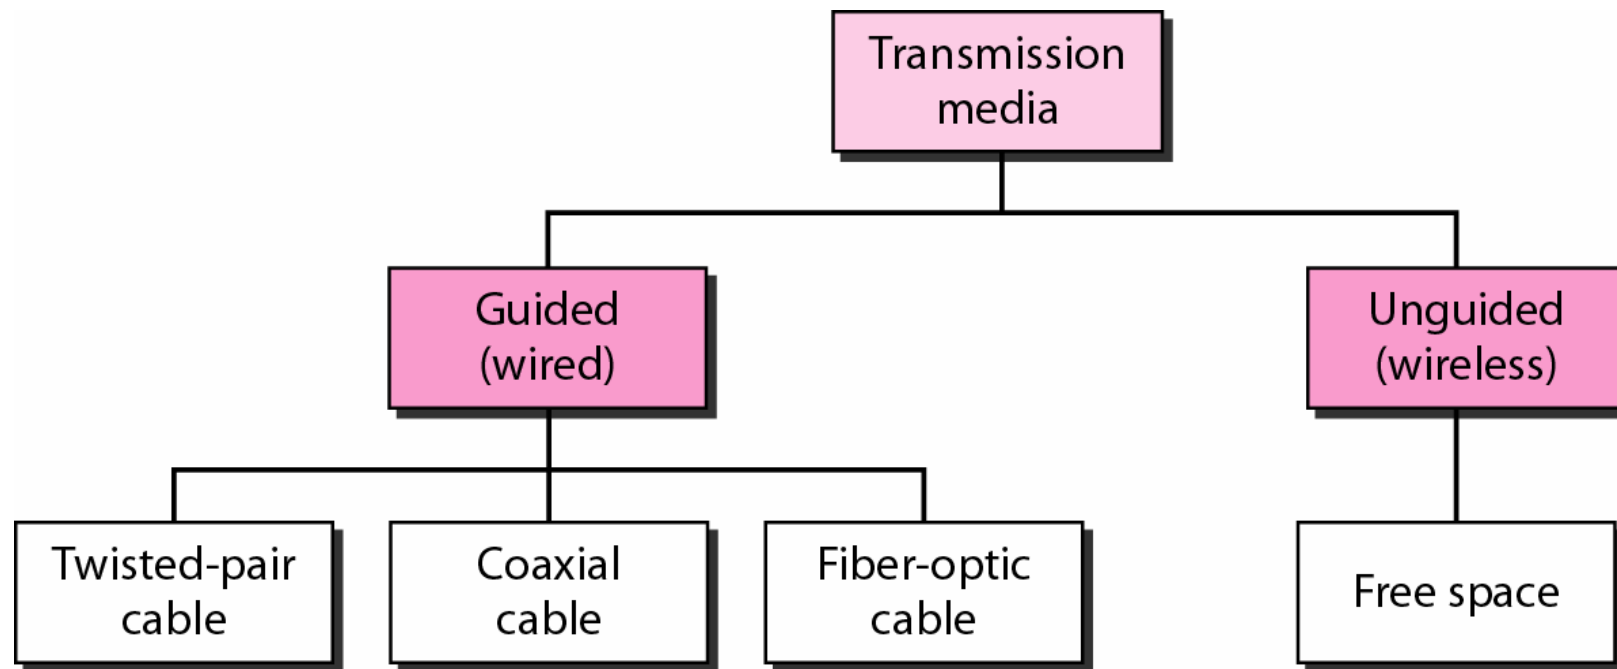 Transmission
media
Guided
(wired)
Unguided
(wireless)
Twisted-pair
cable
Coaxial
cable
Fiber-optic
cable
Free space